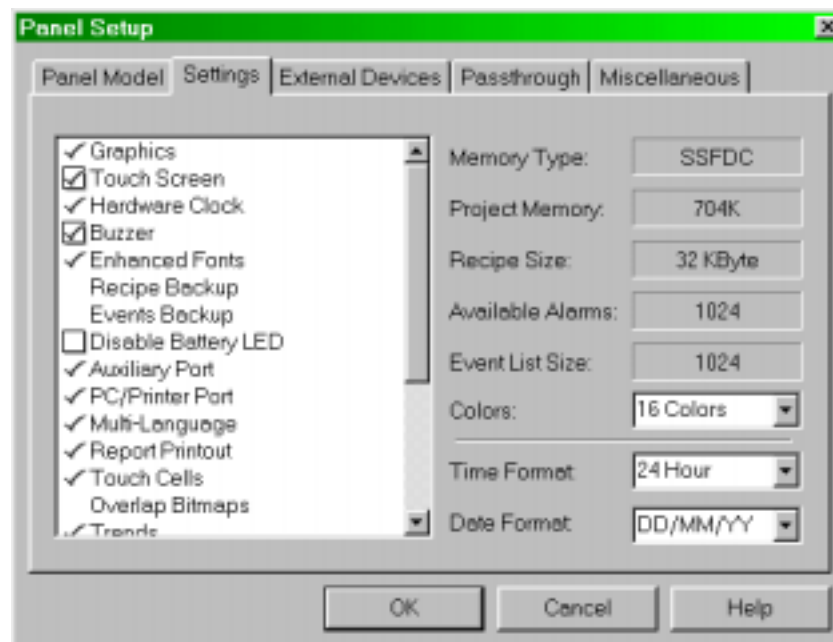 Panel Setup
Panel Model Settings External Devices Passthrough Miscellaneous
Graphics
Touch Screen
Hardware Clock
Buzzer
Enhanced Fonts
Recipe Backup
Events Backup
Disable Battery LED
Auxiliary Port
PC/Printer Port
Multi-Language
Report Printout
Touch Cells
Overlap Bitmaps
Trends
Memory Type: SSFDC
Project Memory: 704K
Recipe Size: 32 KByte
Available Alarms: 1024
Event List Size: 1024
Colors: 16 Colors
Time Format: 24 Hour
Date Format: DD/MM/YY
OK Cancel Help